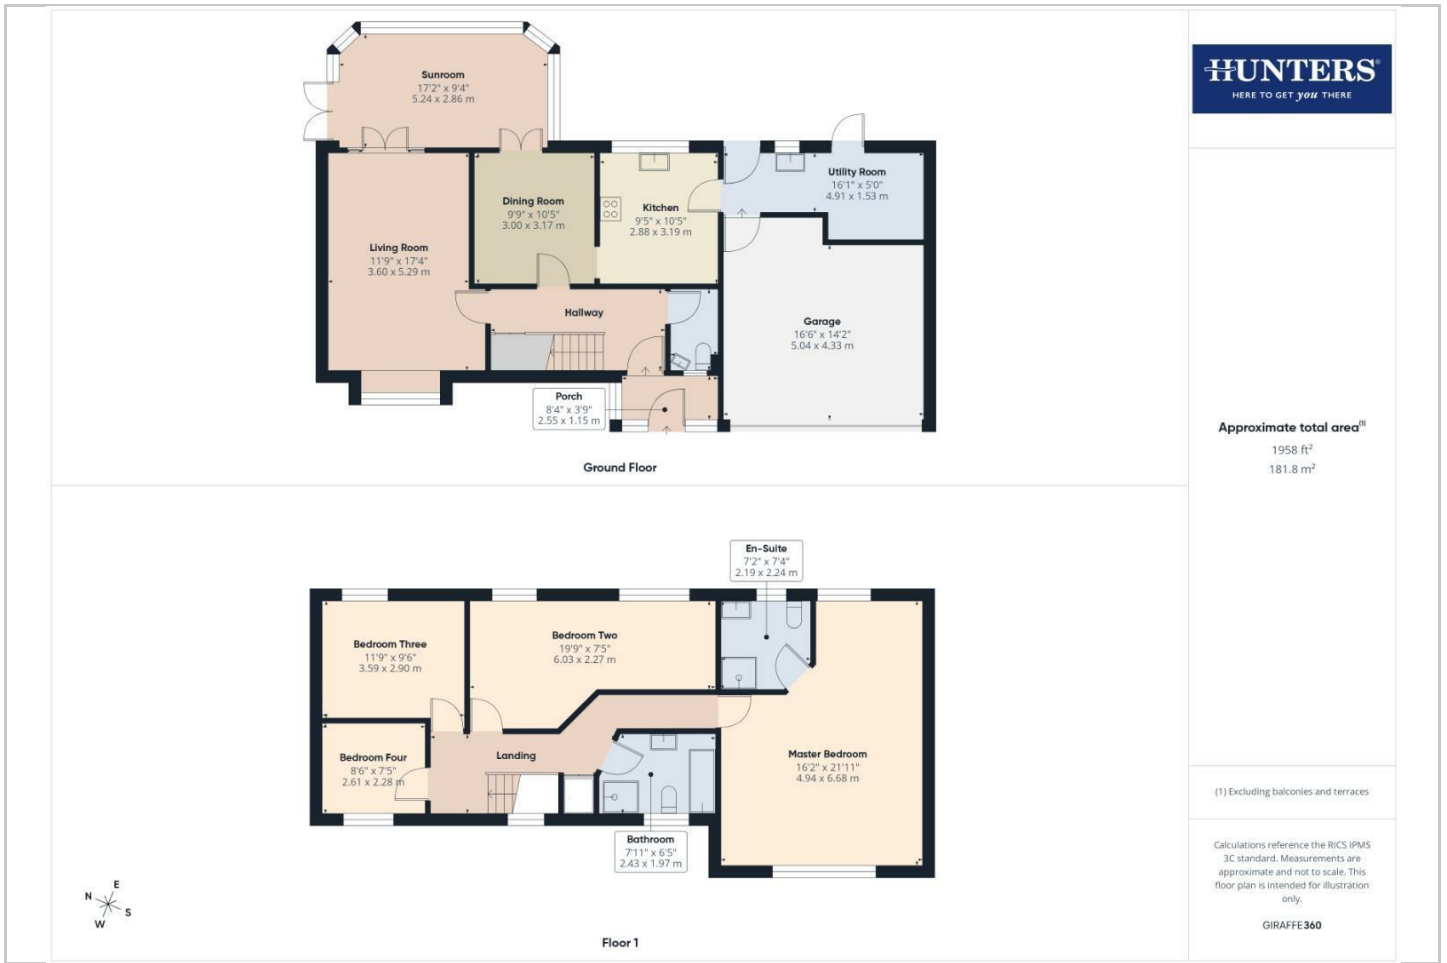 Sunroom
17'2" x 9'4"
5.24 x 2.86 m
HUNTERS®
HERE TO GET you THERE
Dining Room
9'9" x 10'5"
3.00 x 3.17 m
Kitchen
9'5" x 10'5"
2.88 x 3.19 m
Utility Room
16'1" x 5'0"
4.91 x 1.53 m
Living Room
11'9" x 17'4"
3.60 x 5.29 m
Hallway
Garage
16'6" x 14'2"
5.04 x 4.33 m
Porch
8'4" x 3'9"
2.55 x 1.15 m
Ground Floor
Approximate total area(1)
1958 ft²
181.8 m²
En-Suite
7'2" x 7'4"
2.19 x 2.24 m
Bedroom Three
11'9" x 9'6"
3.59 x 2.90 m
Bedroom Two
19'9" x 7'5"
6.03 x 2.27 m
Bedroom Four
8'6" x 7'5"
2.61 x 2.28 m
Landing
Master Bedroom
16'2" x 21'11"
4.94 x 6.68 m
Bathroom
7'11" x 6'5"
2.43 x 1.97 m
E
N
S
W
Floor 1
(1) Excluding balconies and terraces
Calculations reference the RICS IPMS
3C standard. Measurements are
approximate and not to scale. This
floor plan is intended for illustration
only.
GIRAFFE360